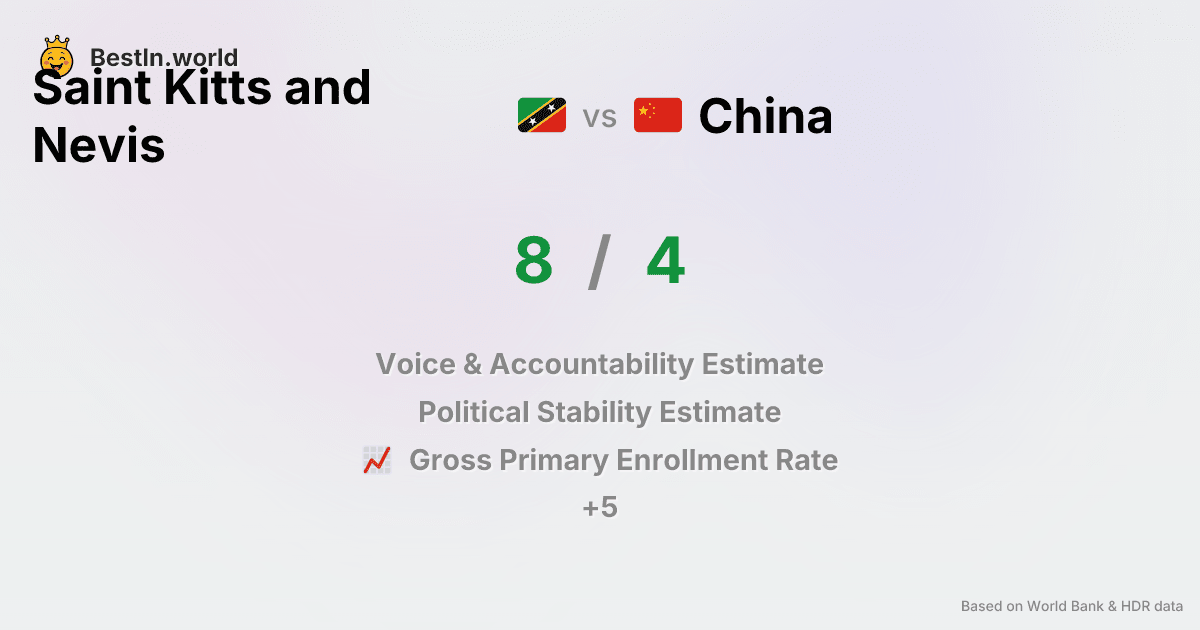 BestIn.world
Saint Kitts and
Nevis
vs
China
8 / 4
Voice & Accountability Estimate
Political Stability Estimate
Gross Primary Enrollment Rate
+5
Based on World Bank & HDR data